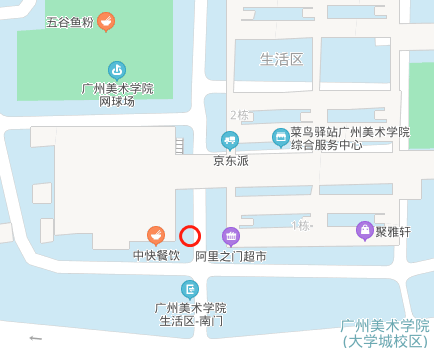 五谷鱼粉
生活区
广州美术学院
网球场
2栋
菜鸟驿站广州美术学院
综合服务中心
京东派
1栋
聚雅轩
中快餐饮
阿里之门超市
广州美术学院
生活区-南门
广州美术学院
(大学城校区)